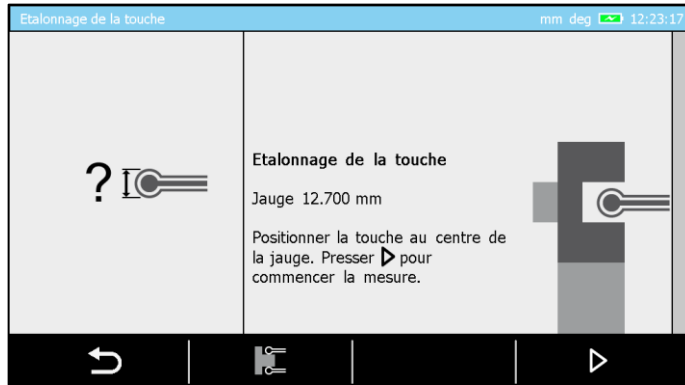 Etalonnage de la touche
mm deg 12:23:17
?
Etalonnage de la touche
Jauge 12.700 mm
Positionner la touche au centre de
la jauge. Presser pour
commencer la mesure.